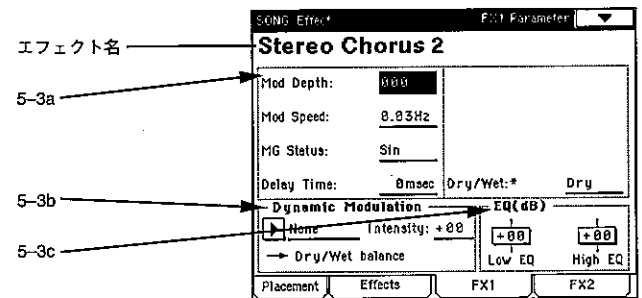 SONG Effect FX1 Parameter
エフェクト名
Stereo Chorus 2
5-3a
Mod Depth: 000
Mod Speed: 0.03Hz
MG Status: Sin
Delay Time: 0msec Dry/Wet:* Dry
5-3b
Dynamic Modulation EQ(dB)
None Intensity: +00 +00 +00
5-3c
→ Dry/Wet balance Low EQ High EQ
Placement Effects FX1 FX2